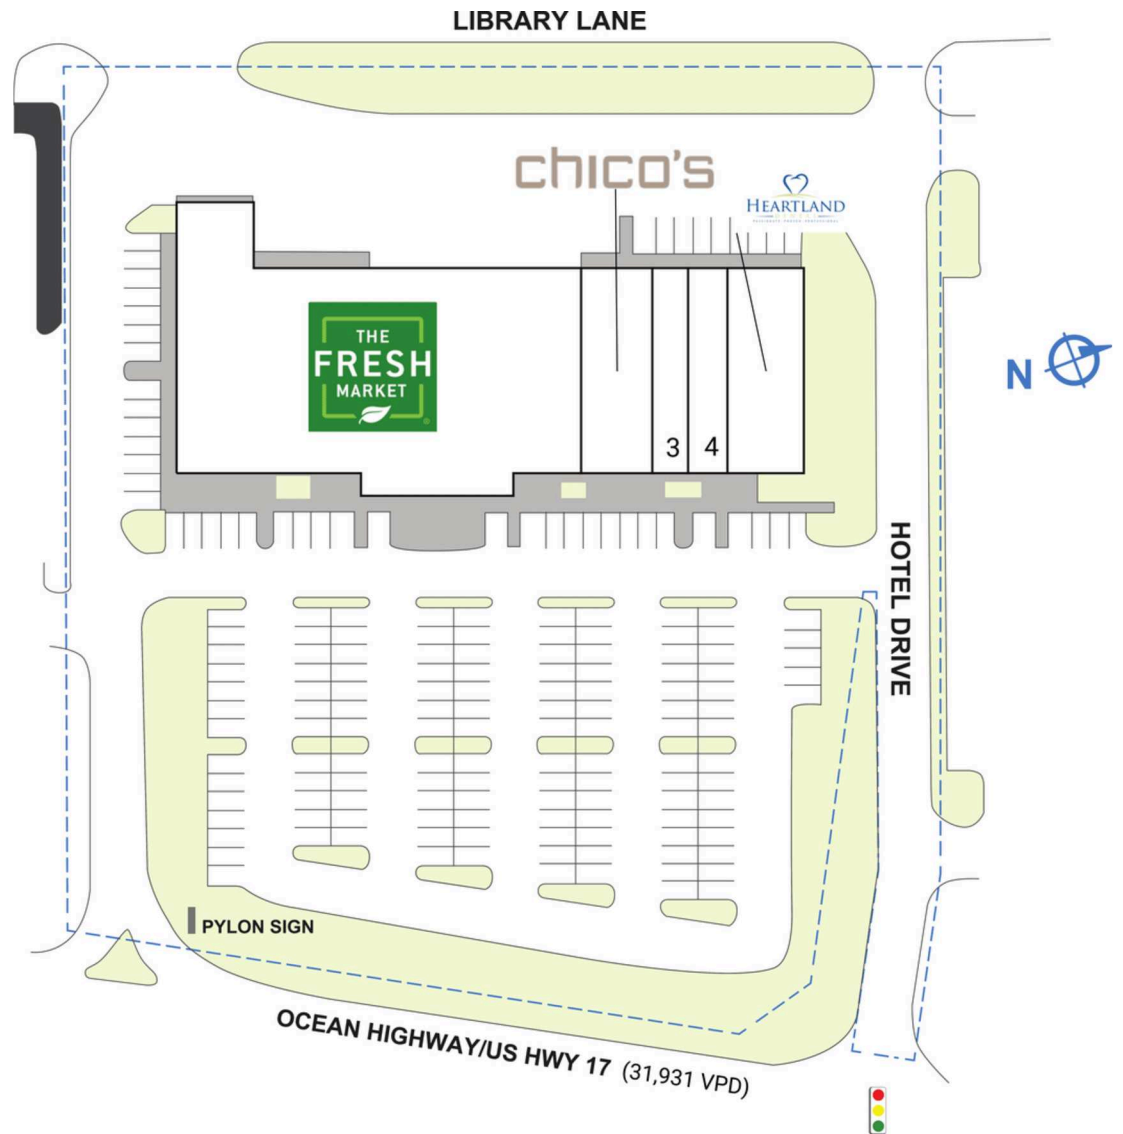 LIBRARY LANE
chico's
HEARTLAND
THE
FRESH
MARKET
N
3
4
HOTEL DRIVE
PYLON SIGN
OCEAN HIGHWAY/US HWY 17 (31,931 VPD)